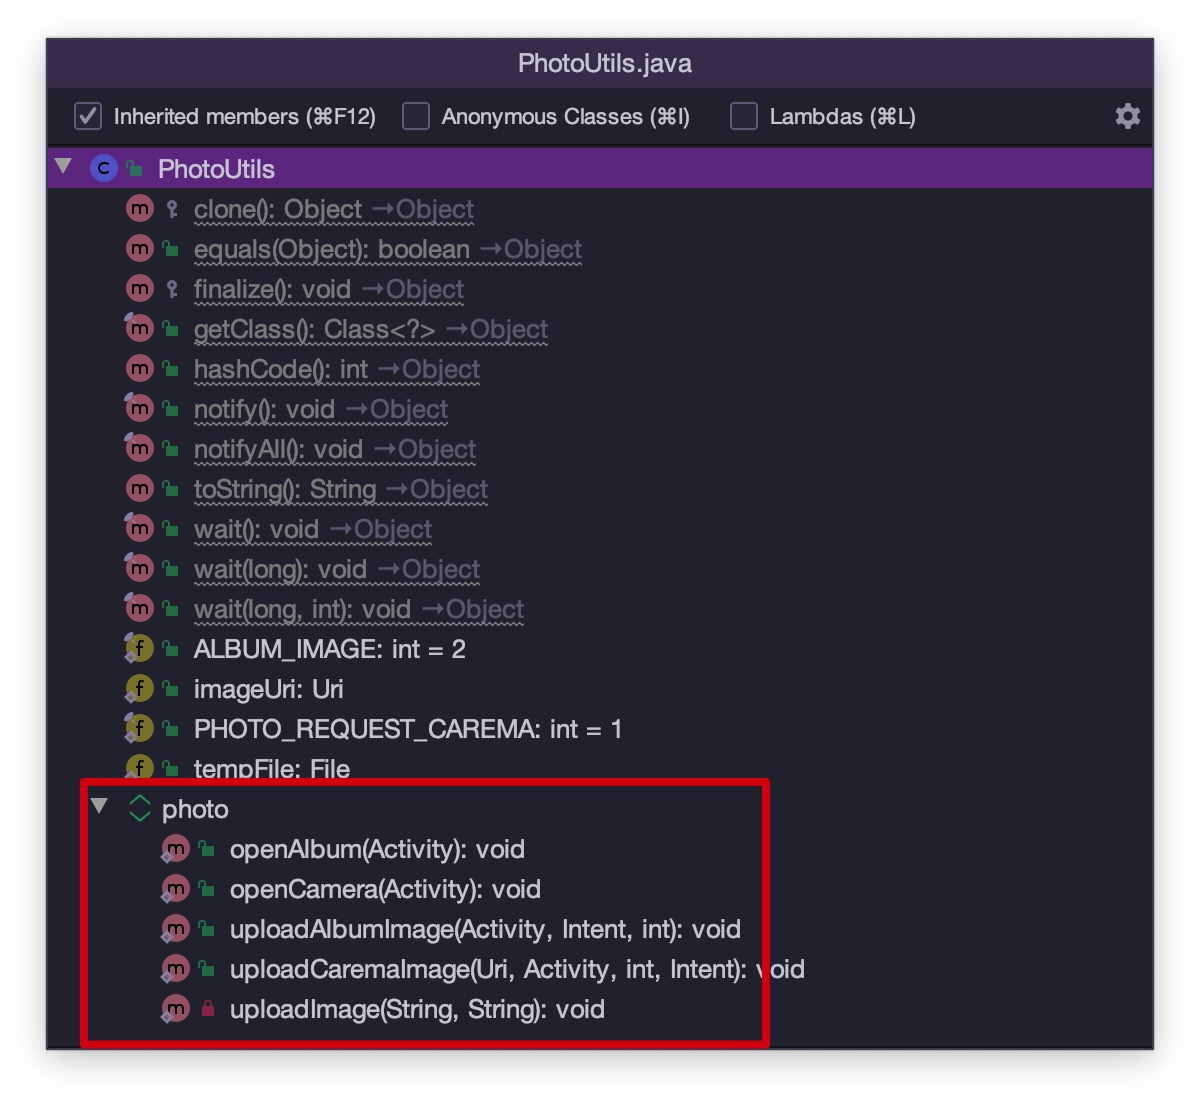 PhotoUtils.java
Inherited members (⌘F12) Anonymous Classes (⌘I) Lambdas (⌘L)
C PhotoUtils
m clone(): Object →Object
m equals(Object): boolean →Object
m finalize(): void →Object
m getClass(): Class<?> →Object
m hashCode(): int →Object
m notify(): void →Object
m notifyAll(): void →Object
m toString(): String →Object
m wait(): void →Object
m wait(long): void →Object
m wait(long, int): void →Object
f ALBUM_IMAGE: int = 2
f imageUri: Uri
f PHOTO_REQUEST_CAREMA: int = 1
f tempFile: File
photo
m openAlbum(Activity): void
m openCamera(Activity): void
m uploadAlbumImage(Activity, Intent, int): void
m uploadCaremaImage(Uri, Activity, int, Intent): void
m uploadImage(String, String): void